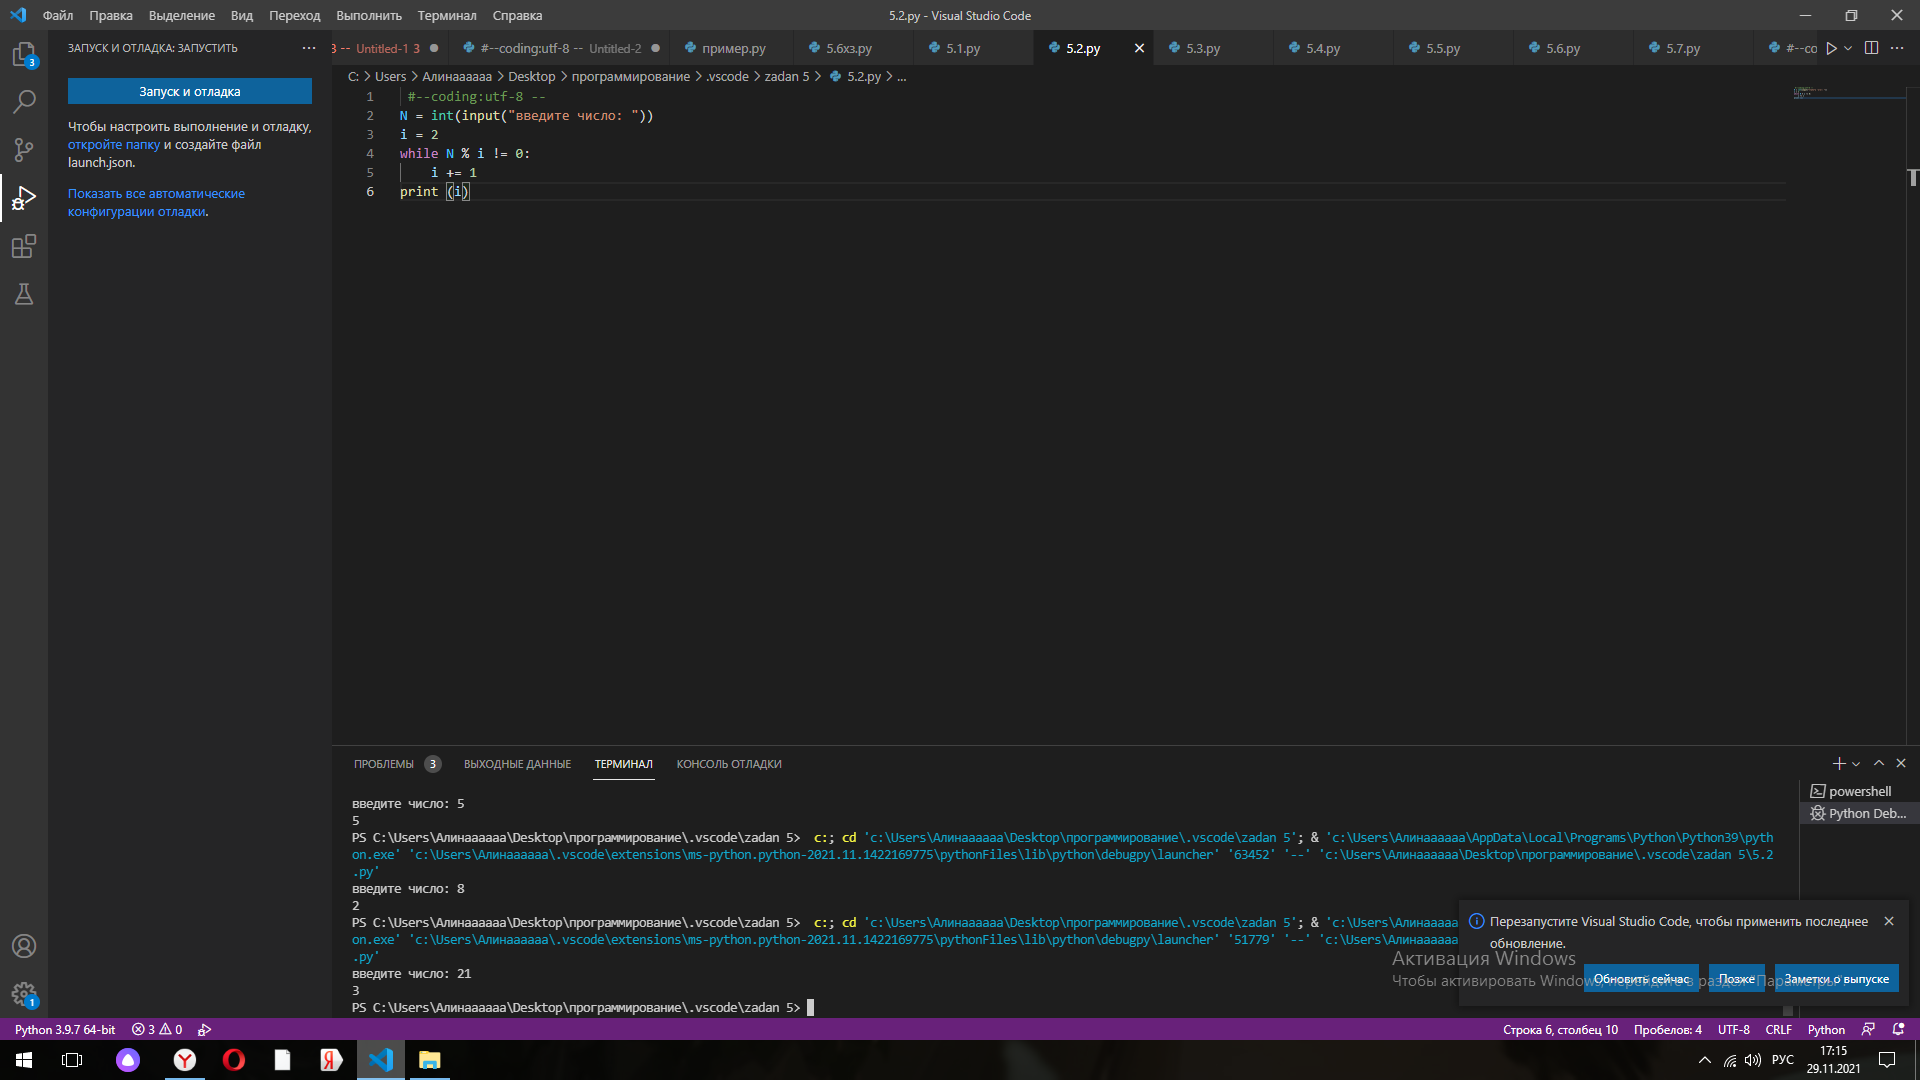 Файл Правка Выделение Вид Переход Выполнить Терминал Справка 5.2.py - Visual Studio Code
ЗАПУСК И ОТЛАДКА: ЗАПУСТИТЬ ...
3 -- Untitled-1 3 #--coding:utf-8 -- Untitled-2 пример.py 5.6хз.py 5.1.py 5.2.py 5.3.py 5.4.py 5.5.py 5.6.py 5.7.py #--co
C: > Users > Алинаааааа > Desktop > программирование > .vscode > zadan 5 > 5.2.py > ...
3
Запуск и отладка
Чтобы настроить выполнение и отладку,
откройте папку и создайте файл
launch.json.
Показать все автоматические
конфигурации отладки.
1 #--coding:utf-8 --
2 N = int(input("введите число: "))
3 i = 2
4 while N % i != 0:
5 i += 1
6 print (i)
ПРОБЛЕМЫ 3 ВЫХОДНЫЕ ДАННЫЕ ТЕРМИНАЛ КОНСОЛЬ ОТЛАДКИ
powershell
Python Deb...
введите число: 5
5
PS C:\Users\Алинаааааа\Desktop\программирование\.vscode\zadan 5> c:; cd 'c:\Users\Алинаааааа\Desktop\программирование\.vscode\zadan 5'; & 'c:\Users\Алинаааааа\AppData\Local\Programs\Python\Python39\pyth
on.exe' 'c:\Users\Алинаааааа\.vscode\extensions\ms-python.python-2021.11.1422169775\pythonFiles\lib\python\debugpy\launcher' '63452' '--' 'c:\Users\Алинаааааа\Desktop\программирование\.vscode\zadan 5\5.2
.py'
введите число: 8
2
PS C:\Users\Алинаааааа\Desktop\программирование\.vscode\zadan 5> c:; cd 'c:\Users\Алинаааааа\Desktop\программирование\.vscode\zadan 5'; & 'c:\Users\Алинаааааа
on.exe' 'c:\Users\Алинаааааа\.vscode\extensions\ms-python.python-2021.11.1422169775\pythonFiles\lib\python\debugpy\launcher' '51779' '--' 'c:\Users\Алинаааааа
.py'
введите число: 21
3
PS C:\Users\Алинаааааа\Desktop\программирование\.vscode\zadan 5>
Перезапустите Visual Studio Code, чтобы применить последнее
обновление.
Обновить сейчас Позже Заметки о выпуске
Активация Windows
Чтобы активировать Windows, перейдите в раздел "Параметры".
1
Python 3.9.7 64-bit 3 0 Строка 6, столбец 10 Пробелов: 4 UTF-8 CRLF Python
РУС 17:15
29.11.2021